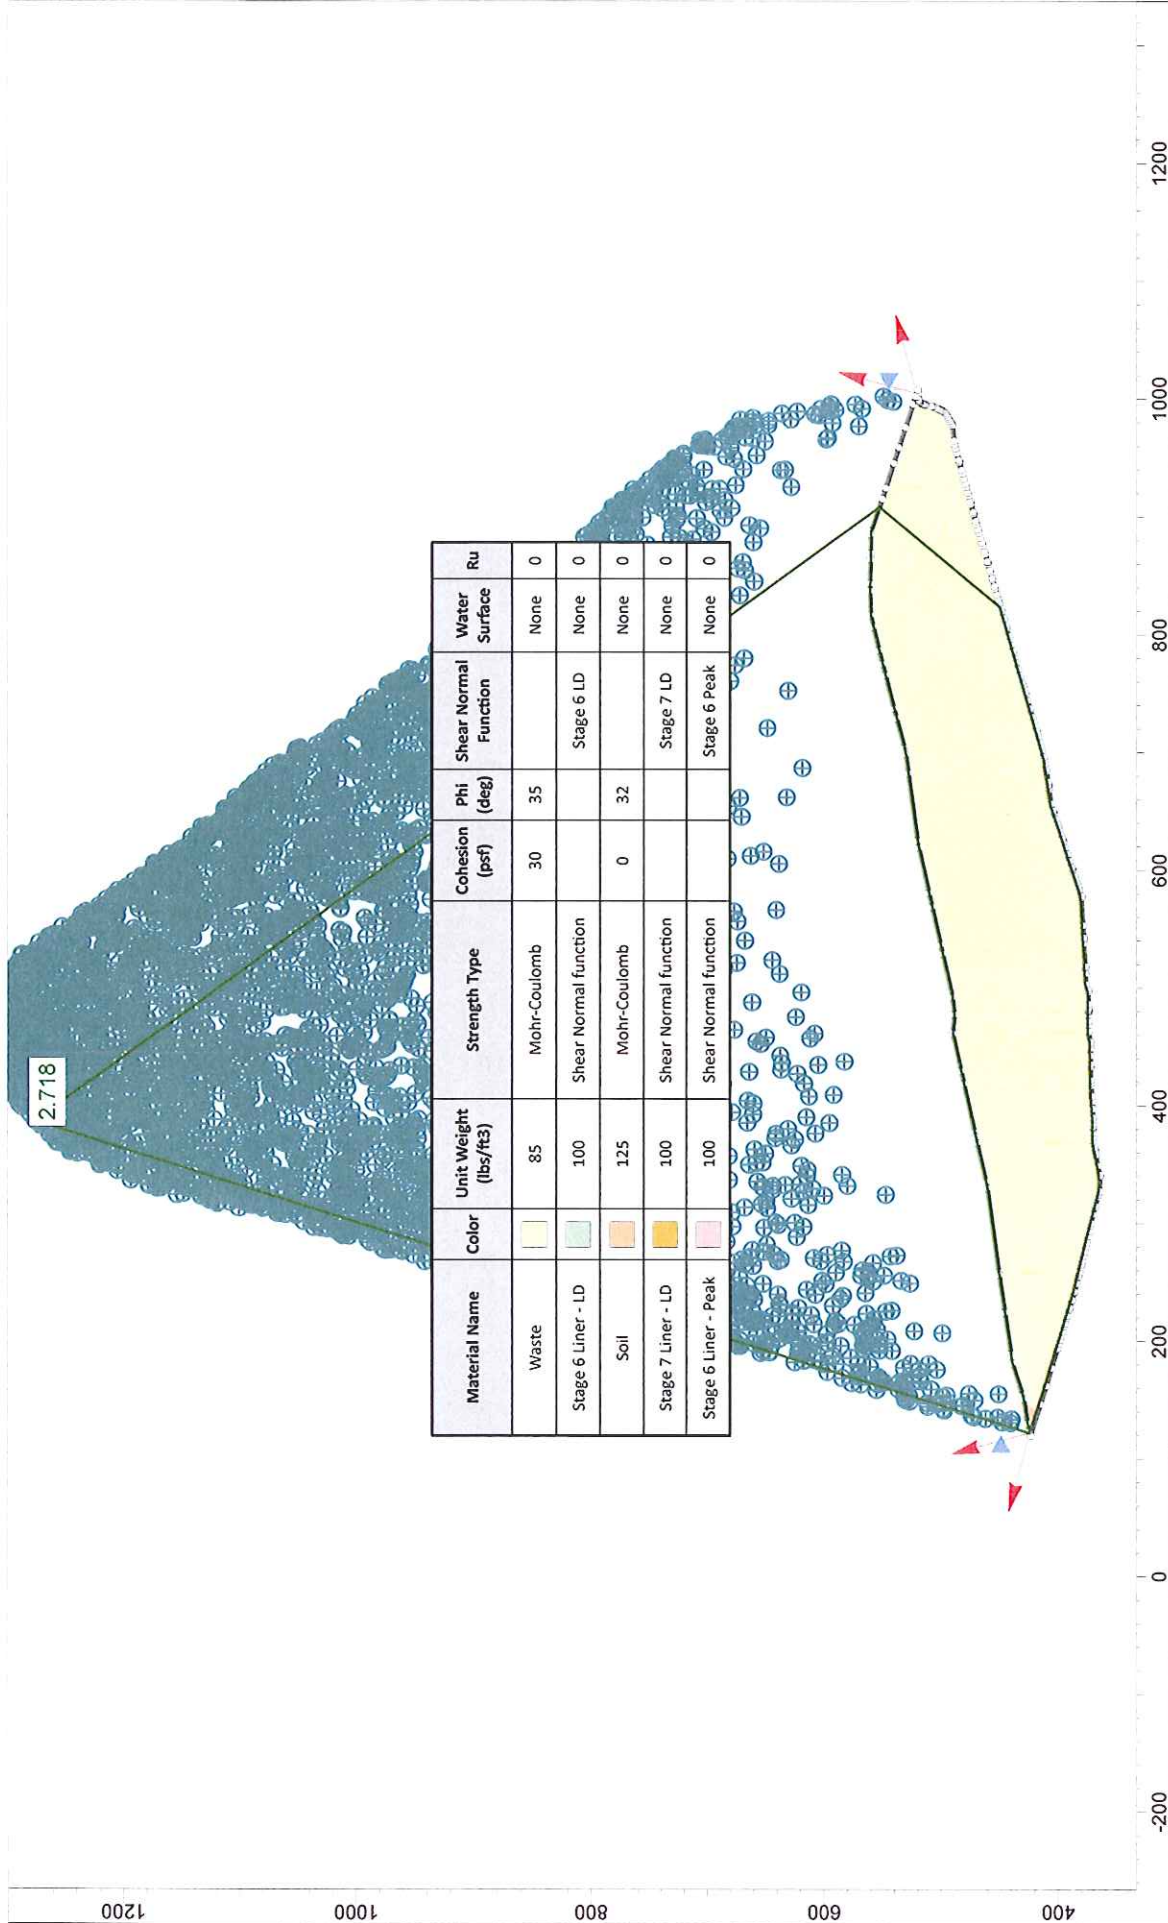 2.718
Material Name Color Unit Weight (lbs/ft3) Strength Type Cohesion (psf) Phi (deg) Shear Normal Function Water Surface Ru
Waste 85 Mohr-Coulomb 30 35 None 0
Stage 6 Liner - LD 100 Shear Normal function Stage 6 LD None 0
Soil 125 Mohr-Coulomb 0 32 None 0
Stage 7 Liner - LD 100 Shear Normal function Stage 7 LD None 0
Stage 6 Liner - Peak 100 Shear Normal function Stage 6 Peak None 0
1200
1000
800
600
400
-200 0 200 400 600 800 1000 1200